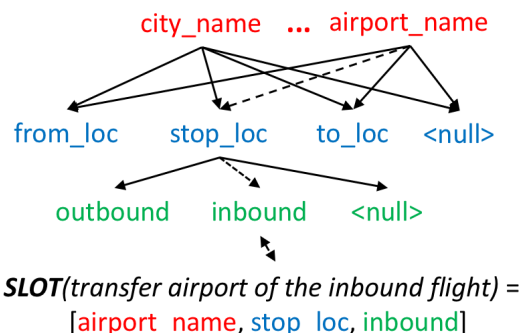 city_name ... airport_name
from_loc stop_loc to_loc <null>
outbound inbound <null>
SLOT(transfer airport of the inbound flight) =
[airport_name, stop_loc, inbound]